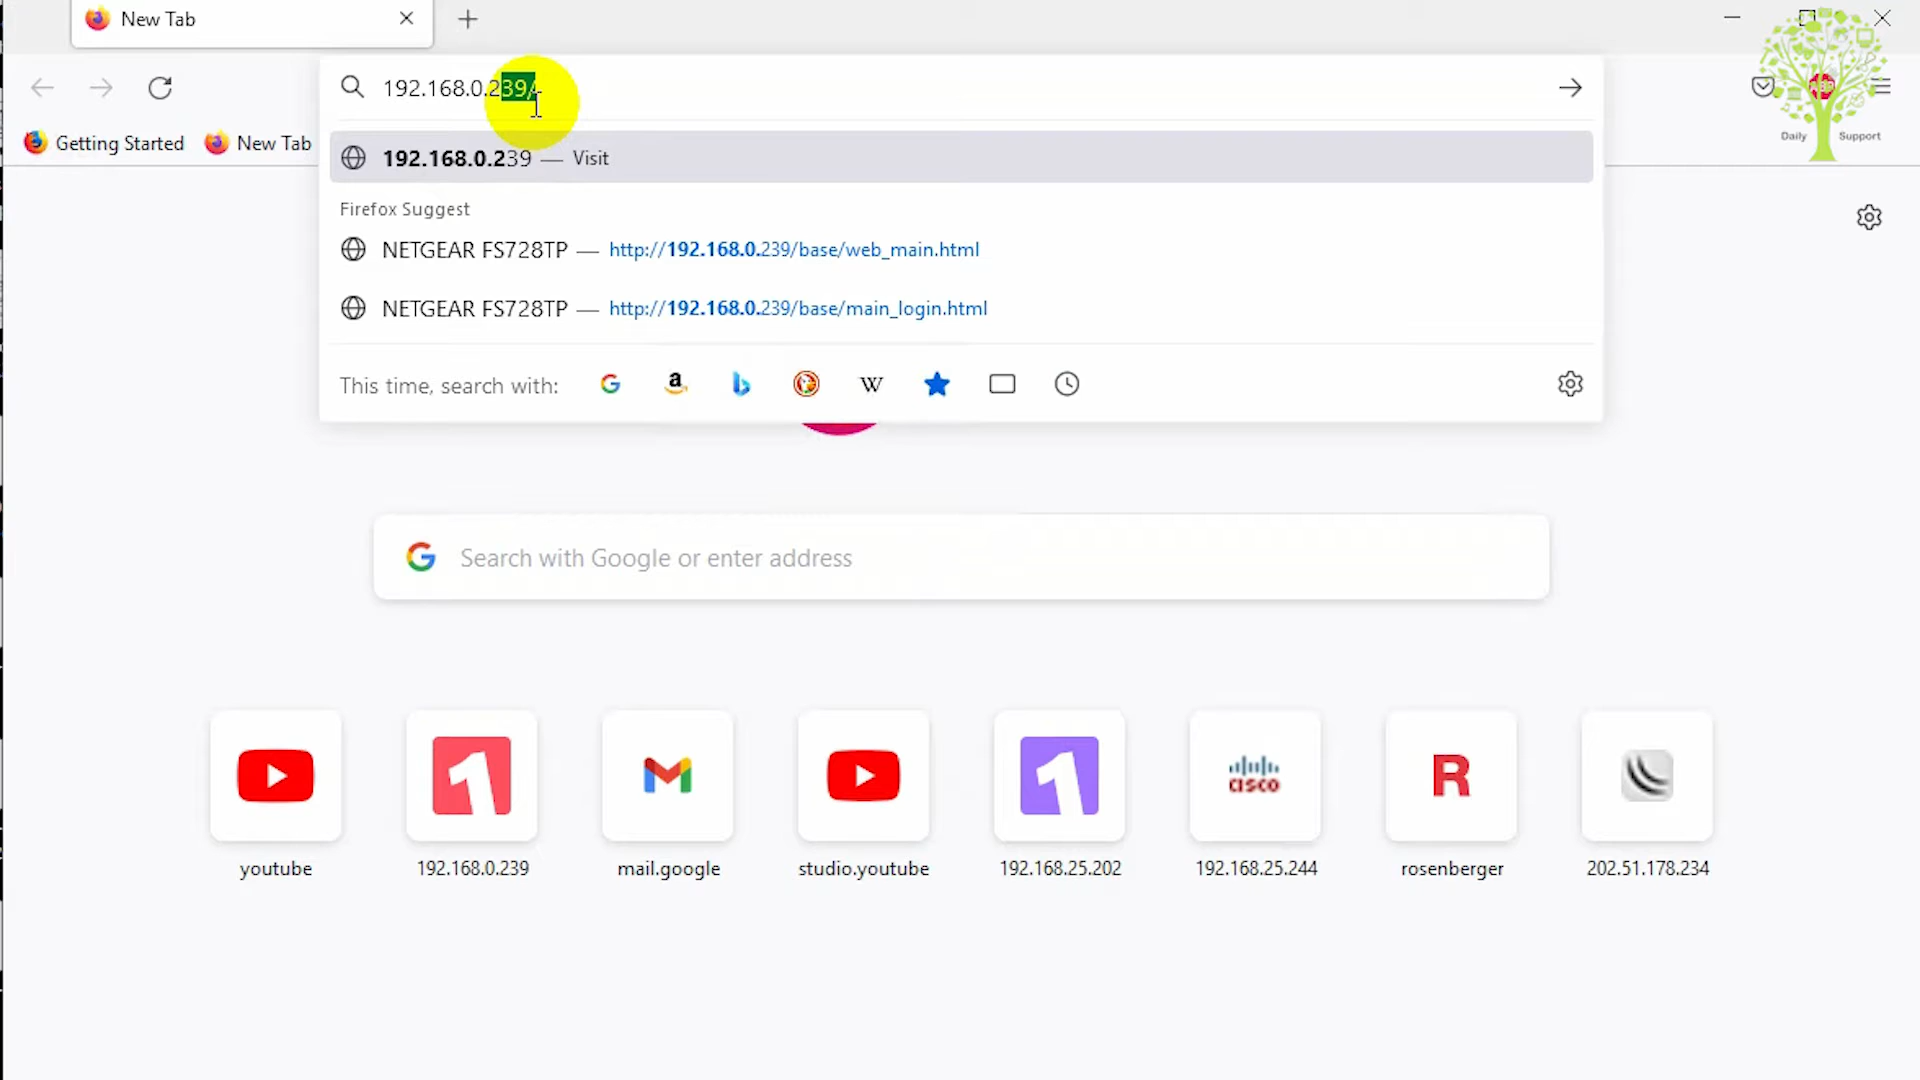 New Tab
192.168.0.239/
Getting Started
New Tab
192.168.0.239 — Visit
Firefox Suggest
NETGEAR FS728TP — http://192.168.0.239/base/web_main.html
NETGEAR FS728TP — http://192.168.0.239/base/main_login.html
This time, search with:
Search with Google or enter address
youtube
192.168.0.239
mail.google
studio.youtube
192.168.25.202
192.168.25.244
rosenberger
202.51.178.234
CISCO
R
Daily Support